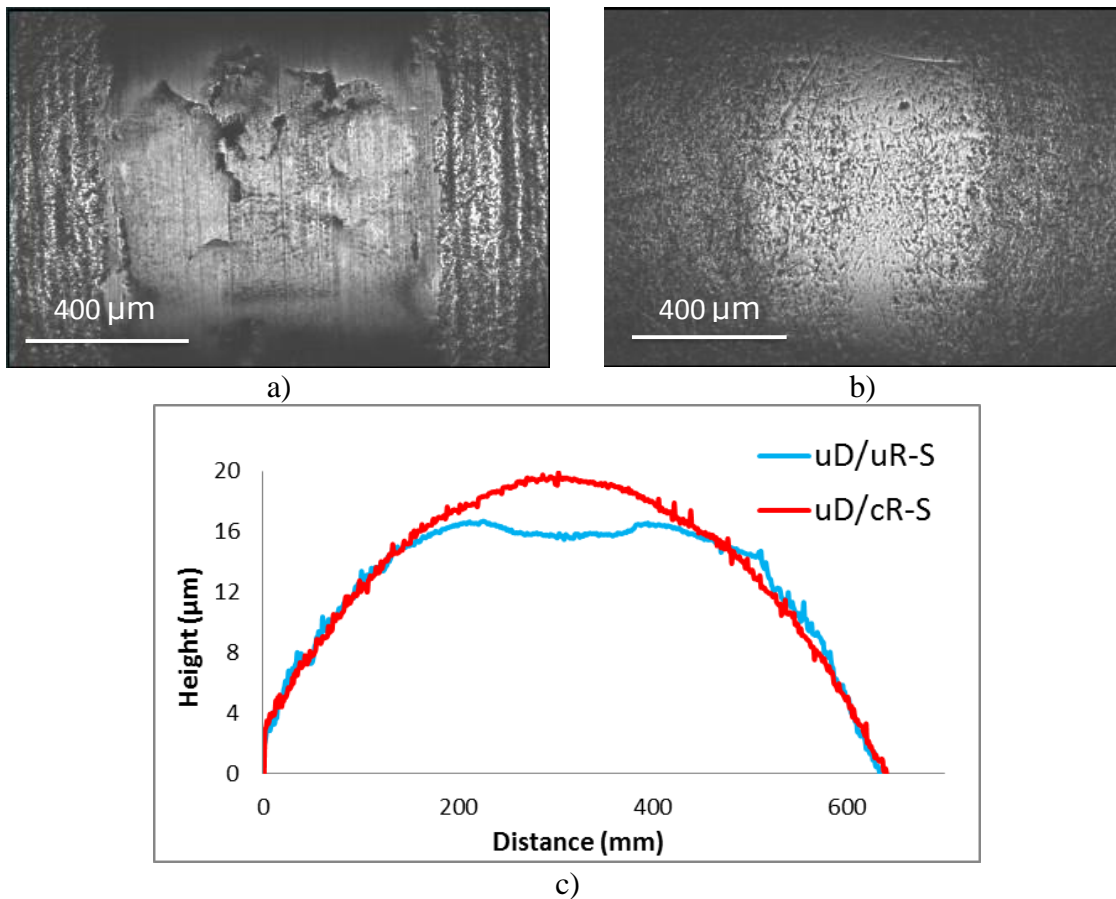 400 µm
400 µm
a)
b)
uD/uR-S
uD/cR-S
20
16
12
8
4
0
Height (µm)
0
200
400
600
Distance (mm)
c)